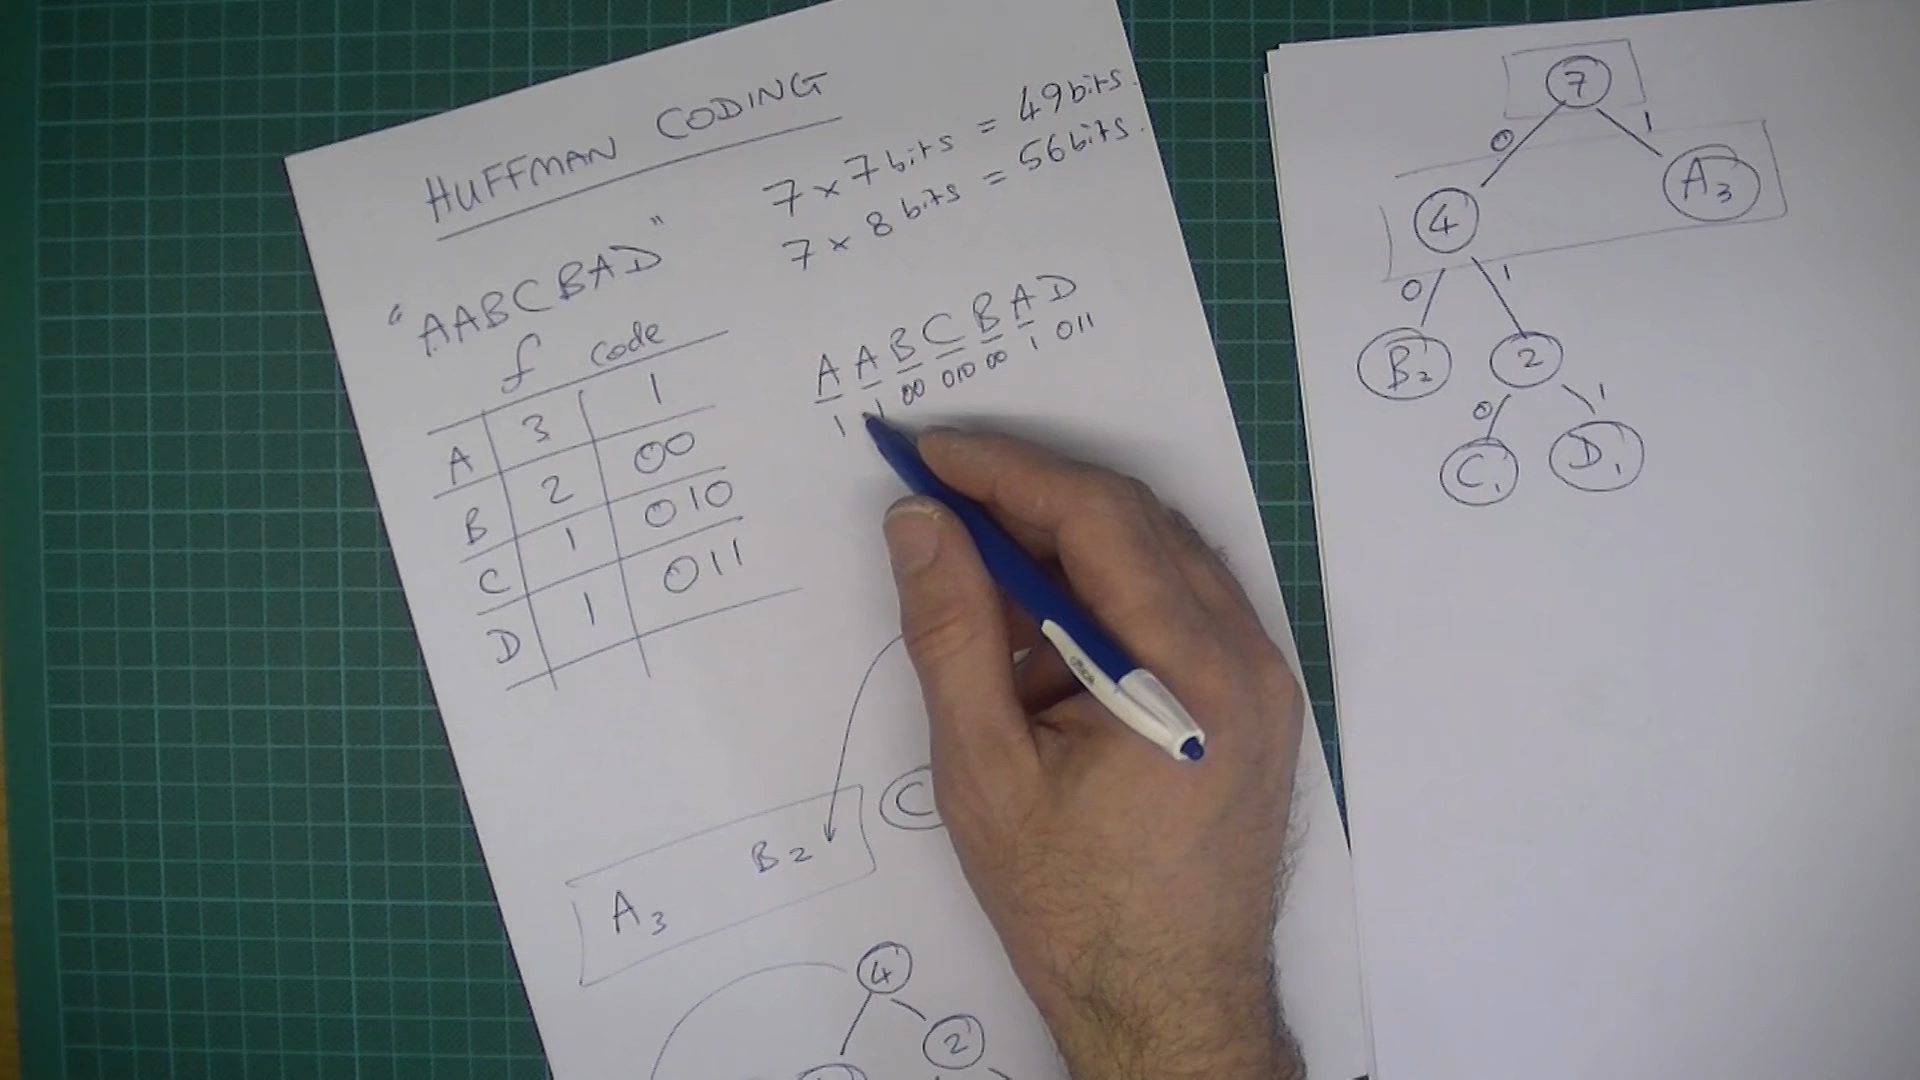 HUFFMAN CODING
"AABCBAD"
7 x 7 bits = 49 bits.
7 x 8 bits = 56 bits.
f code
A 3 1
B 2 00
C 1 010
D 1 011
A A B C B A D
1 1 00 010 00 1 011
A3 B2 C
4
2
7
0 1
4 A3
0 1
B2 2
0 1
C1 D1